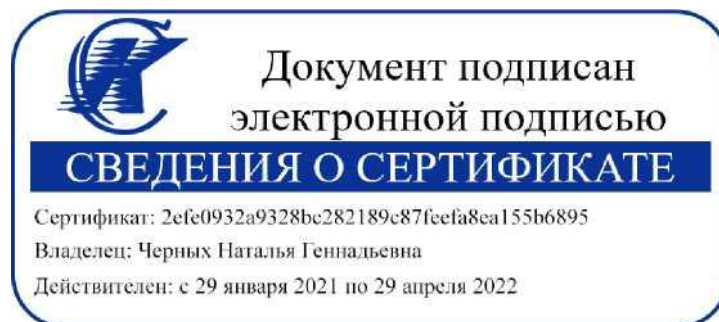 Документ подписан
электронной подписью
СВЕДЕНИЯ О СЕРТИФИКАТЕ
Сертификат: 2efe0932a9328bc282189c87feefa8ea155b6895
Владелец: Черных Наталья Геннадьевна
Действителен: с 29 января 2021 по 29 апреля 2022